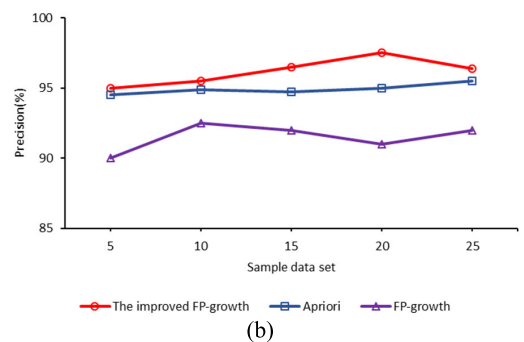 100
95
90
85
Precision(%)
5 10 15 20 25
Sample data set
The improved FP-growth Apriori FP-growth
(b)